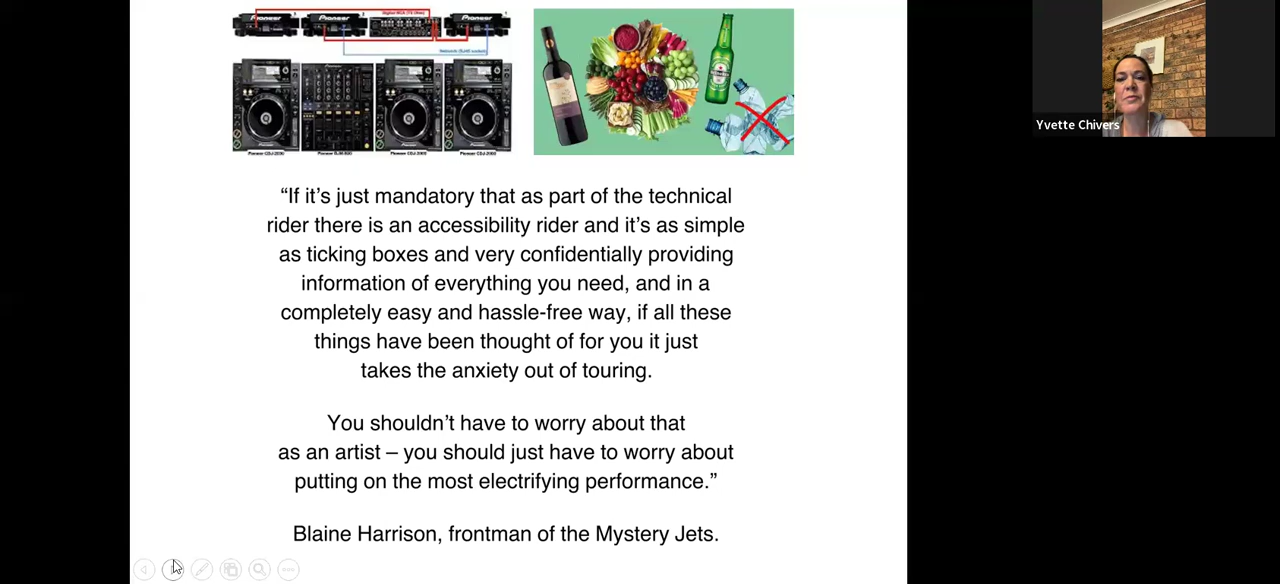 Pioneer
Pioneer
Pioneer
Heineken
Yvette Chivers
“If it’s just mandatory that as part of the technical
rider there is an accessibility rider and it’s as simple
as ticking boxes and very confidentially providing
information of everything you need, and in a
completely easy and hassle-free way, if all these
things have been thought of for you it just
takes the anxiety out of touring.
You shouldn’t have to worry about that
as an artist – you should just have to worry about
putting on the most electrifying performance.”
Blaine Harrison, frontman of the Mystery Jets.